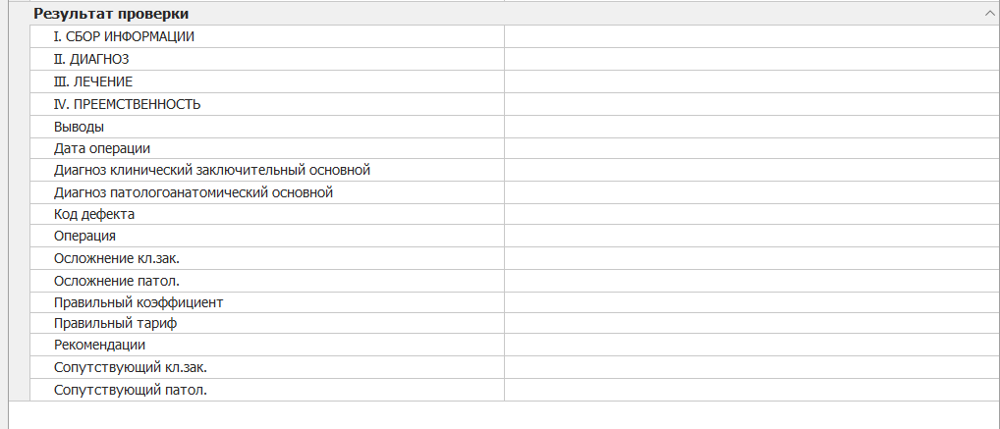 Результат проверки
I. СБОР ИНФОРМАЦИИ
II. ДИАГНОЗ
III. ЛЕЧЕНИЕ
IV. ПРЕЕМСТВЕННОСТЬ
Выводы
Дата операции
Диагноз клинический заключительный основной
Диагноз патологоанатомический основной
Код дефекта
Операция
Осложнение кл.зак.
Осложнение патол.
Правильный коэффициент
Правильный тариф
Рекомендации
Сопутствующий кл.зак.
Сопутствующий патол.